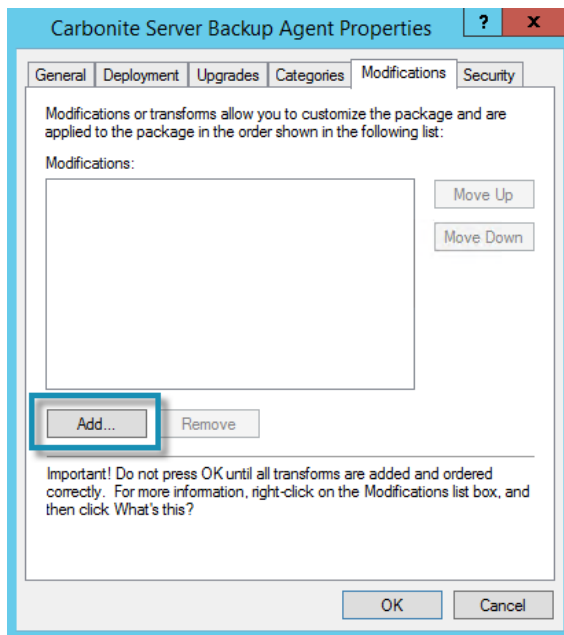 Carbonite Server Backup Agent Properties
? x
General Deployment Upgrades Categories Modifications Security
Modifications or transforms allow you to customize the package and are
applied to the package in the order shown in the following list:
Modifications:
Move Up
Move Down
Add... Remove
Important! Do not press OK until all transforms are added and ordered
correctly. For more information, right-click on the Modifications list box, and
then click What's this?
OK Cancel